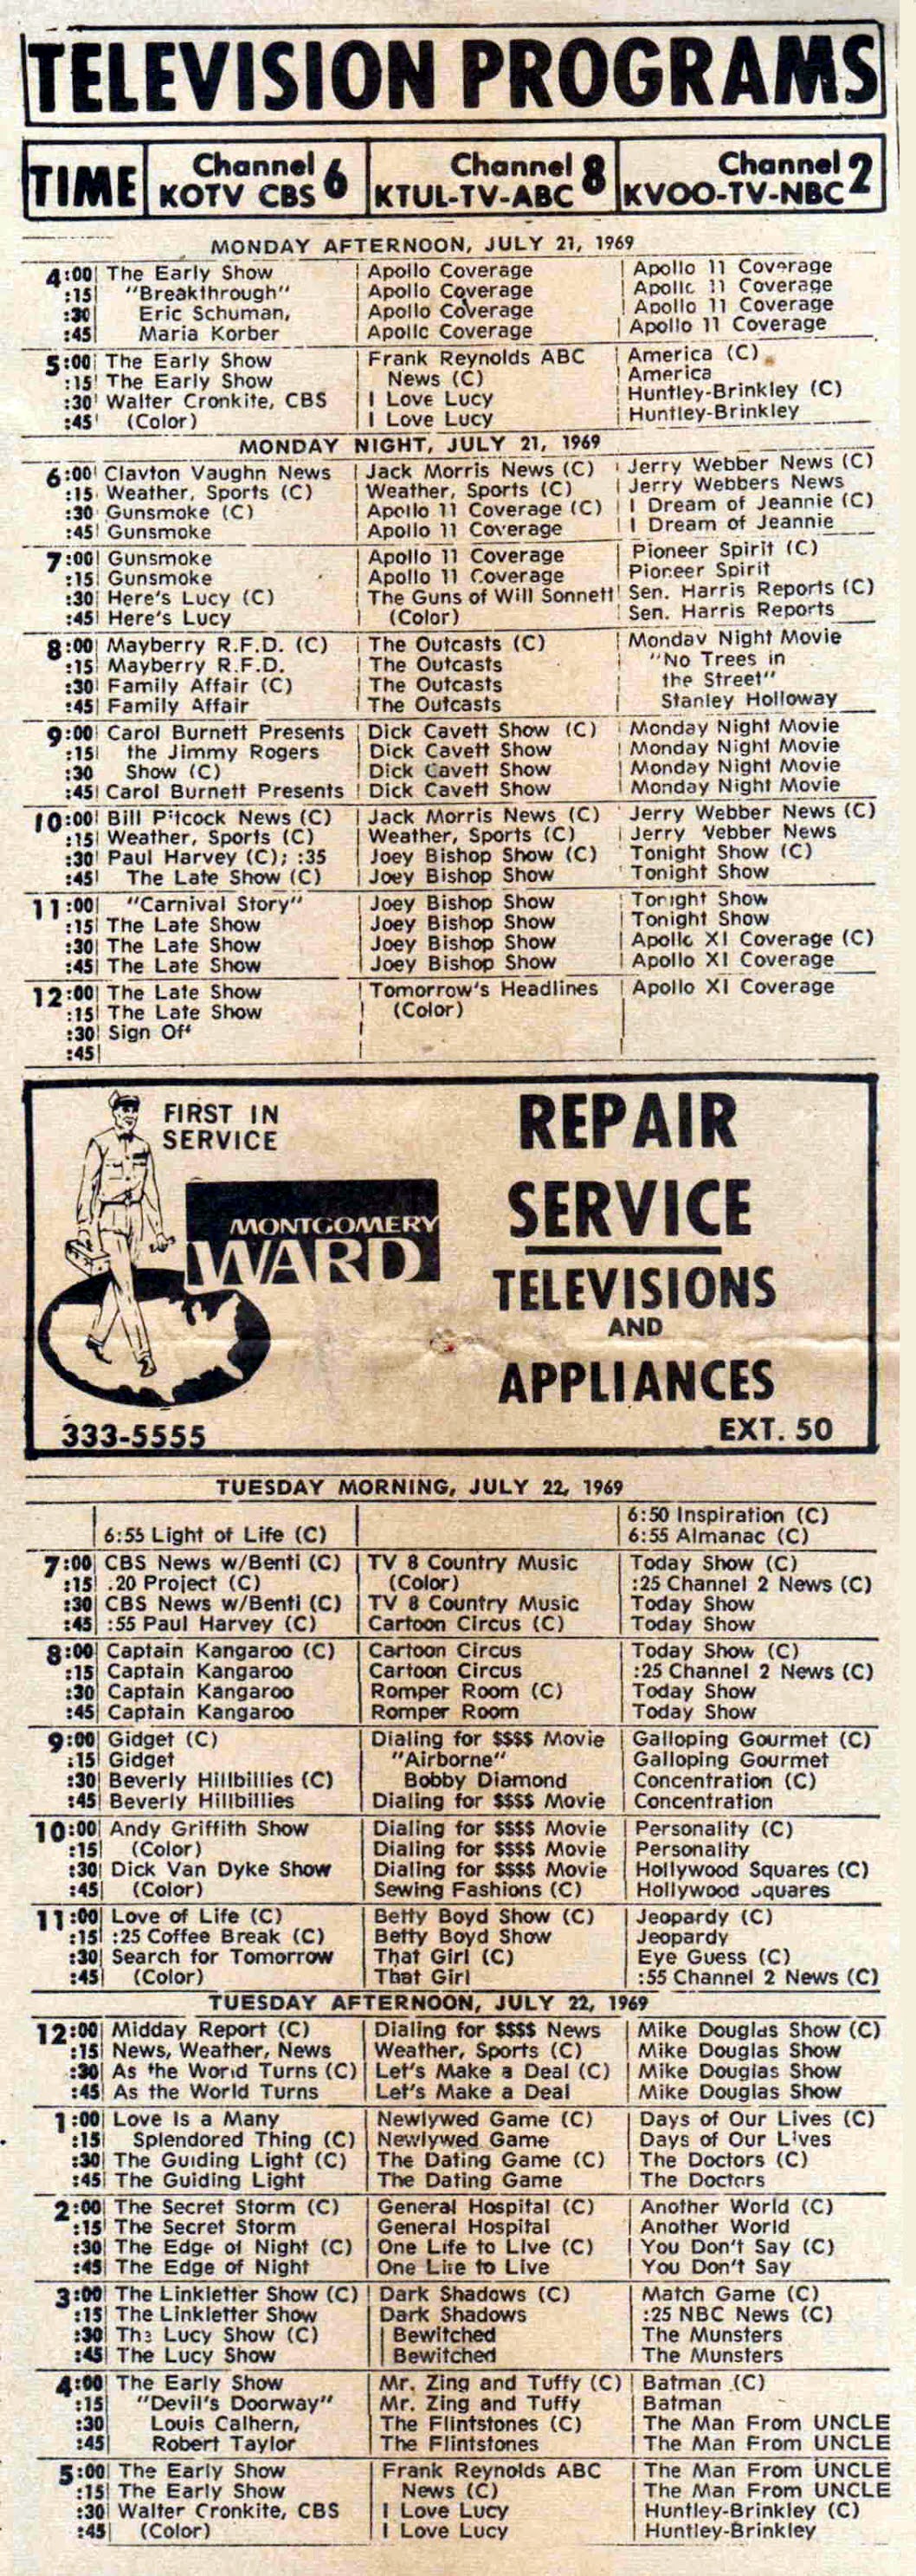 TELEVISION PROGRAMS
TIME Channel 6 KOTV CBS Channel 8 KTUL-TV-ABC Channel 2 KVOO-TV-NBC
MONDAY AFTERNOON, JULY 21, 1969
4:00 The Early Show Apollo Coverage Apollo 11 Coverage
:15 "Breakthrough" Apollo Coverage Apollo 11 Coverage
:30 Eric Schuman, Apollo Coverage Apollo 11 Coverage
:45 Maria Korber Apollo Coverage Apollo 11 Coverage
5:00 The Early Show Frank Reynolds ABC America (C)
:15 The Early Show News (C) America
:30 Walter Cronkite, CBS I Love Lucy Huntley-Brinkley (C)
:45 (Color) I Love Lucy Huntley-Brinkley
MONDAY NIGHT, JULY 21, 1969
6:00 Clayton Vaughn News Jack Morris News (C) Jerry Webber News (C)
:15 Weather, Sports (C) Weather, Sports (C) Jerry Webbers News
:30 Gunsmoke (C) Apollo 11 Coverage (C) I Dream of Jeannie (C)
:45 Gunsmoke Apollo 11 Coverage I Dream of Jeannie
7:00 Gunsmoke Apollo 11 Coverage Pioneer Spirit (C)
:15 Gunsmoke Apollo 11 Coverage Pioneer Spirit
:30 Here's Lucy (C) The Guns of Will Sonnett Sen. Harris Reports (C)
:45 Here's Lucy (Color) Sen. Harris Reports
8:00 Mayberry R.F.D. (C) The Outcasts (C) Monday Night Movie
:15 Mayberry R.F.D. The Outcasts "No Trees in
:30 Family Affair (C) The Outcasts the Street"
:45 Family Affair The Outcasts Stanley Holloway
9:00 Carol Burnett Presents Dick Cavett Show (C) Monday Night Movie
:15 the Jimmy Rogers Dick Cavett Show Monday Night Movie
:30 Show (C) Dick Cavett Show Monday Night Movie
:45 Carol Burnett Presents Dick Cavett Show Monday Night Movie
10:00 Bill Pitcock News (C) Jack Morris News (C) Jerry Webber News (C)
:15 Weather, Sports (C) Weather, Sports (C) Jerry Webber News
:30 Paul Harvey (C); :35 Joey Bishop Show (C) Tonight Show (C)
:45 The Late Show (C) Joey Bishop Show Tonight Show
11:00 "Carnival Story" Joey Bishop Show Tonight Show
:15 The Late Show Joey Bishop Show Tonight Show
:30 The Late Show Joey Bishop Show Apollo XI Coverage (C)
:45 The Late Show Joey Bishop Show Apollo XI Coverage
12:00 The Late Show Tomorrow's Headlines Apollo XI Coverage
:15 The Late Show (Color)
:30 Sign Off
:45
FIRST IN
SERVICE
MONTGOMERY
WARD
333-5555
REPAIR
SERVICE
TELEVISIONS
AND
APPLIANCES
EXT. 50
TUESDAY MORNING, JULY 22, 1969
6:50 Inspiration (C)
6:55 Light of Life (C) 6:55 Almanac (C)
7:00 CBS News w/Benti (C) TV 8 Country Music Today Show (C)
:15 .20 Project (C) (Color) :25 Channel 2 News (C)
:30 CBS News w/Benti (C) TV 8 Country Music Today Show
:45 :55 Paul Harvey (C) Cartoon Circus (C) Today Show
8:00 Captain Kangaroo (C) Cartoon Circus Today Show (C)
:15 Captain Kangaroo Cartoon Circus :25 Channel 2 News (C)
:30 Captain Kangaroo Romper Room (C) Today Show
:45 Captain Kangaroo Romper Room Today Show
9:00 Gidget (C) Dialing for $$$$ Movie Galloping Gourmet (C)
:15 Gidget "Airborne" Galloping Gourmet
:30 Beverly Hillbillies (C) Bobby Diamond Concentration (C)
:45 Beverly Hillbillies Dialing for $$$$ Movie Concentration
10:00 Andy Griffith Show Dialing for $$$$ Movie Personality (C)
:15 (Color) Dialing for $$$$ Movie Personality
:30 Dick Van Dyke Show Dialing for $$$$ Movie Hollywood Squares (C)
:45 (Color) Sewing Fashions (C) Hollywood Squares
11:00 Love of Life (C) Betty Boyd Show (C) Jeopardy (C)
:15 :25 Coffee Break (C) Betty Boyd Show Jeopardy
:30 Search for Tomorrow That Girl (C) Eye Guess (C)
:45 (Color) That Girl :55 Channel 2 News (C)
TUESDAY AFTERNOON, JULY 22, 1969
12:00 Midday Report (C) Dialing for $$$$ News Mike Douglas Show (C)
:15 News, Weather, News Weather, Sports (C) Mike Douglas Show
:30 As the World Turns (C) Let's Make a Deal (C) Mike Douglas Show
:45 As the World Turns Let's Make a Deal Mike Douglas Show
1:00 Love Is a Many Newlywed Game (C) Days of Our Lives (C)
:15 Splendored Thing (C) Newlywed Game Days of Our Lives
:30 The Guiding Light (C) The Dating Game (C) The Doctors (C)
:45 The Guiding Light The Dating Game The Doctors
2:00 The Secret Storm (C) General Hospital (C) Another World (C)
:15 The Secret Storm General Hospital Another World
:30 The Edge of Night (C) One Life to Live (C) You Don't Say (C)
:45 The Edge of Night One Life to Live You Don't Say
3:00 The Linkletter Show (C) Dark Shadows (C) Match Game (C)
:15 The Linkletter Show Dark Shadows :25 NBC News (C)
:30 The Lucy Show (C) Bewitched The Munsters
:45 The Lucy Show Bewitched The Munsters
4:00 The Early Show Mr. Zing and Tuffy (C) Batman (C)
:15 "Devil's Doorway" Mr. Zing and Tuffy Batman
:30 Louis Calhern, The Flintstones (C) The Man From UNCLE
:45 Robert Taylor The Flintstones The Man From UNCLE
5:00 The Early Show Frank Reynolds ABC The Man From UNCLE
:15 The Early Show News (C) The Man From UNCLE
:30 Walter Cronkite, CBS I Love Lucy Huntley-Brinkley (C)
:45 (Color) I Love Lucy Huntley-Brinkley